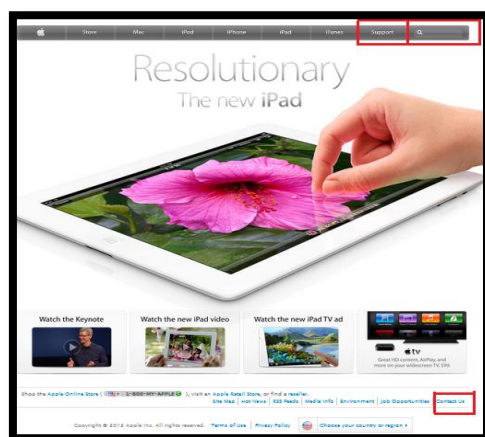 Store Mac iPod iPhone iPad iTunes Support
Resolutionary
The new iPad
Watch the Keynote Watch the new iPad video Watch the new iPad TV ad
tv
Great HD content, AirPlay, and
more on your widescreen TV. $99.
Shop the Apple Online Store ( 1-800-MY-APPLE ), visit an Apple Retail Store, or find a reseller.
Site Map | Hot News | RSS Feeds | Media Info | Environment | Job Opportunities | Contact Us
Copyright © 2012 Apple Inc. All rights reserved. Terms of Use | Privacy Policy Choose your country or region